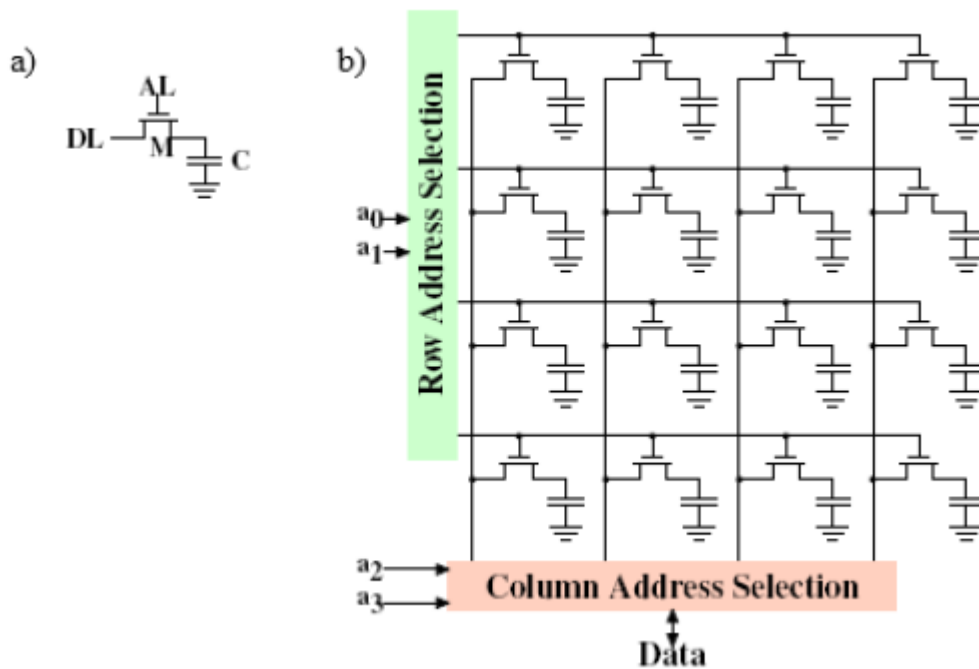 a)
AL
DL
M
C
b)
Row Address Selection
a0
a1
a2
a3
Column Address Selection
Data